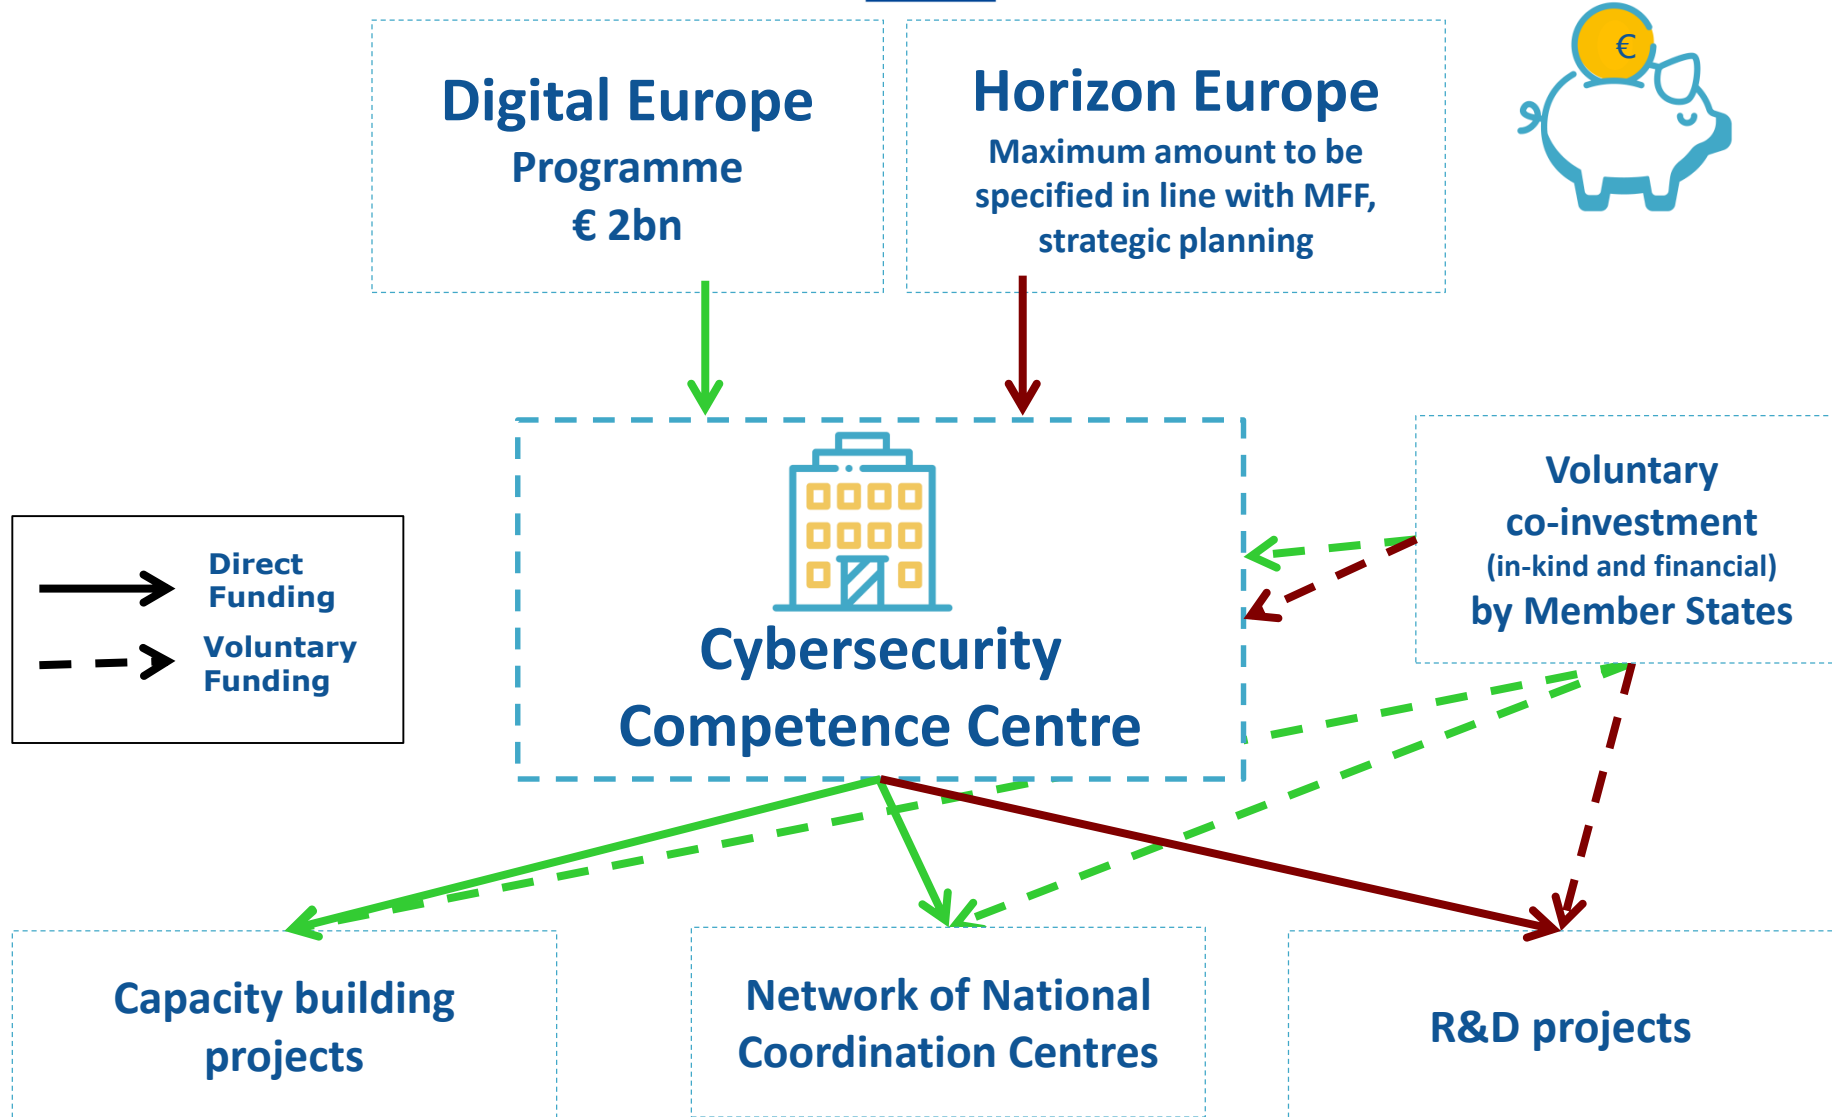 Digital Europe
Programme
€ 2bn
Horizon Europe
Maximum amount to be
specified in line with MFF,
strategic planning
€
Direct
Funding
Voluntary
Funding
Cybersecurity
Competence Centre
Voluntary
co-investment
(in-kind and financial)
by Member States
Capacity building
projects
Network of National
Coordination Centres
R&D projects